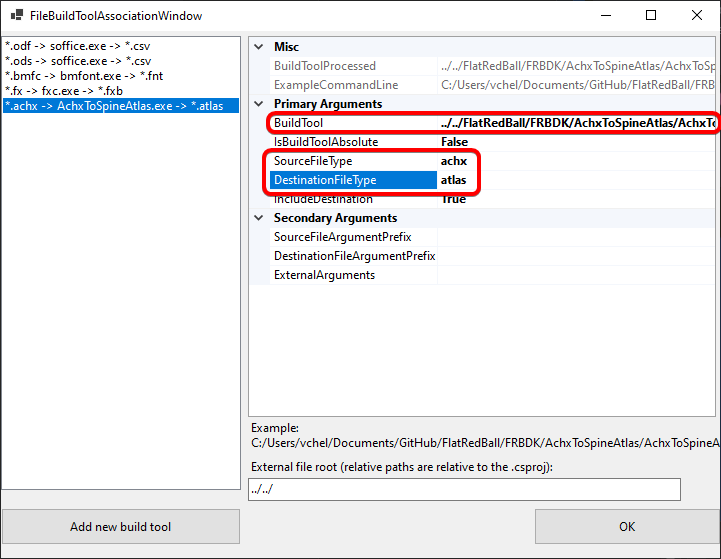 FileBuildToolAssociationWindow
*.odf -> soffice.exe -> *.csv
*.ods -> soffice.exe -> *.csv
*.bmfc -> bmfont.exe -> *.fnt
*.fx -> fxc.exe -> *.fxb
*.achx -> AchxToSpineAtlas.exe -> *.atlas
Misc
BuildToolProcessed ../../FlatRedBall/FRBDK/AchxToSpineAtlas/AchxToSp
ExampleCommandLine C:/Users/vchel/Documents/GitHub/FlatRedBall/FRB
Primary Arguments
BuildTool ../../FlatRedBall/FRBDK/AchxToSpineAtlas/AchxTo
IsBuildToolAbsolute False
SourceFileType achx
DestinationFileType atlas
IncludeDestination True
Secondary Arguments
SourceFileArgumentPrefix
DestinationFileArgumentPrefix
ExternalArguments
Example:
C:/Users/vchel/Documents/GitHub/FlatRedBall/FRBDK/AchxToSpineAtlas/AchxToSpineA
External file root (relative paths are relative to the .csproj):
../../
Add new build tool
OK